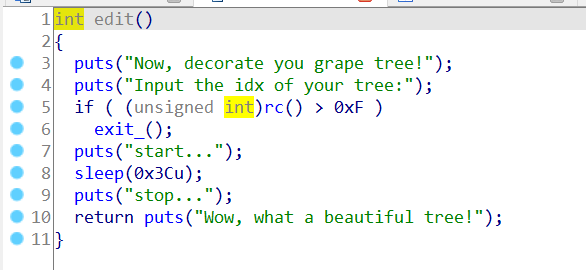 1 int edit()
2 {
3 puts("Now, decorate you grape tree!");
4 puts("Input the idx of your tree:");
5 if ( (unsigned int)rc() > 0xF )
6 exit_();
7 puts("start...");
8 sleep(0x3Cu);
9 puts("stop...");
10 return puts("Wow, what a beautiful tree!");
11 }